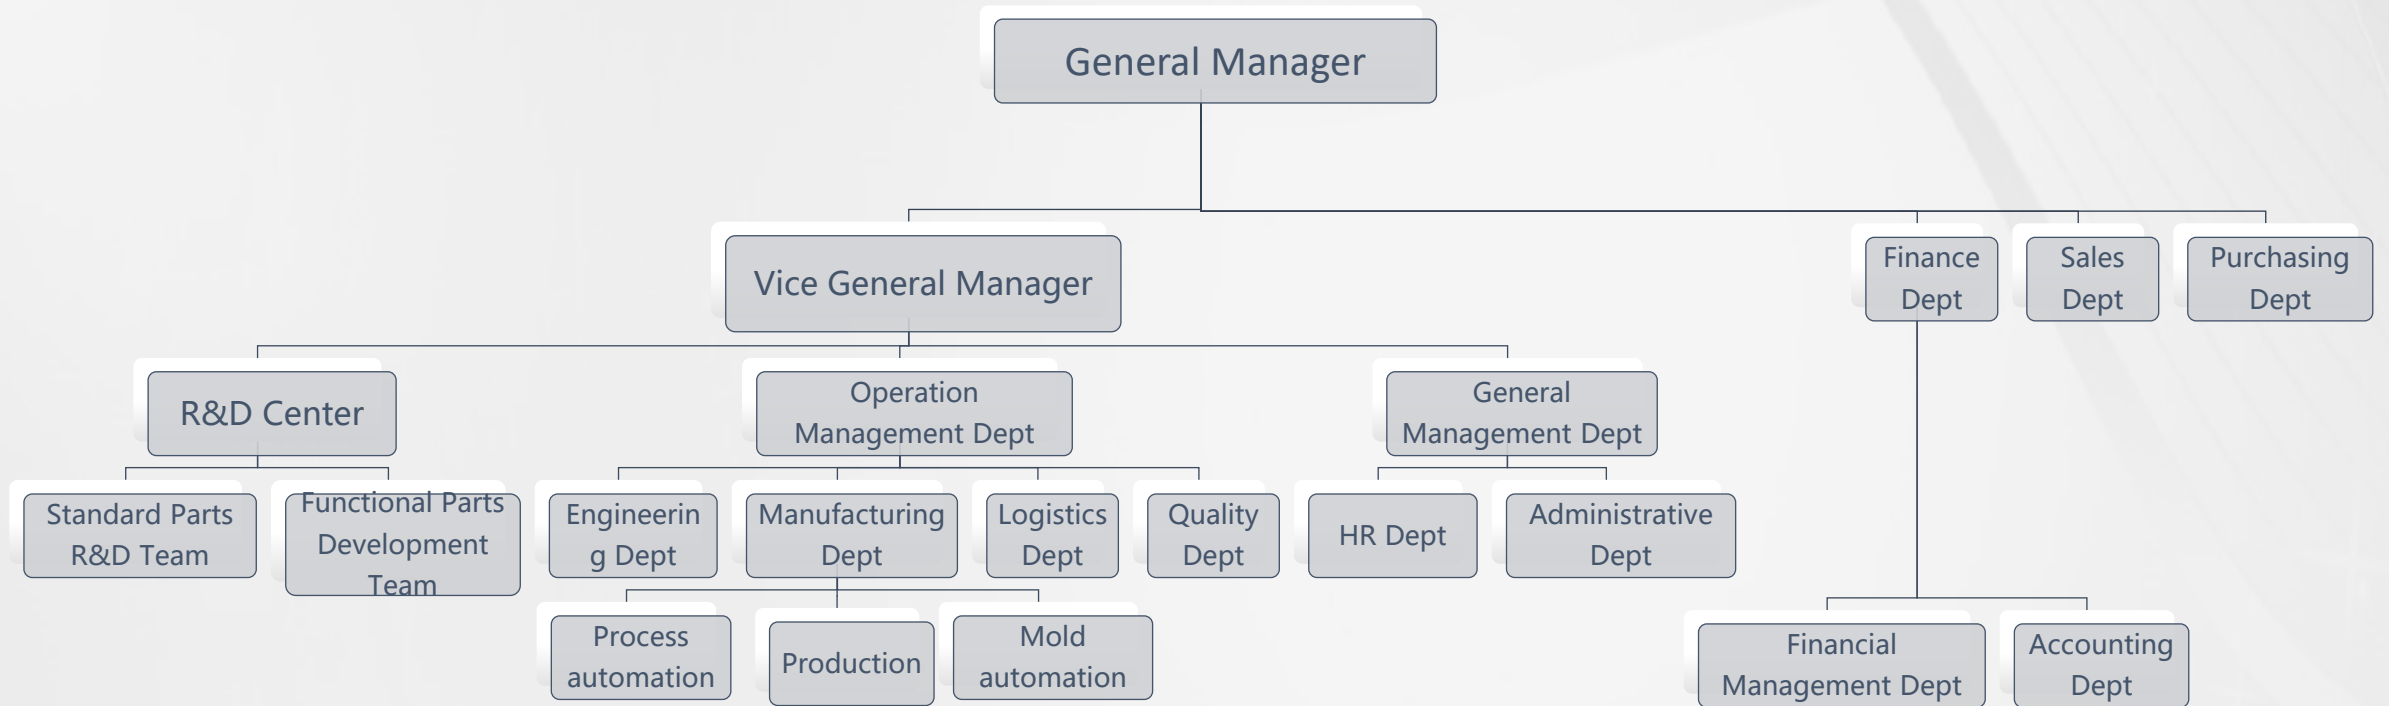 General Manager
Vice General Manager
Finance
Dept
Sales
Dept
Purchasing
Dept
R&D Center
Operation
Management Dept
General
Management Dept
Standard Parts
R&D Team
Functional Parts
Development
Team
Engineerin
g Dept
Manufacturing
Dept
Logistics
Dept
Quality
Dept
HR Dept
Administrative
Dept
Process
automation
Production
Mold
automation
Financial
Management Dept
Accounting
Dept